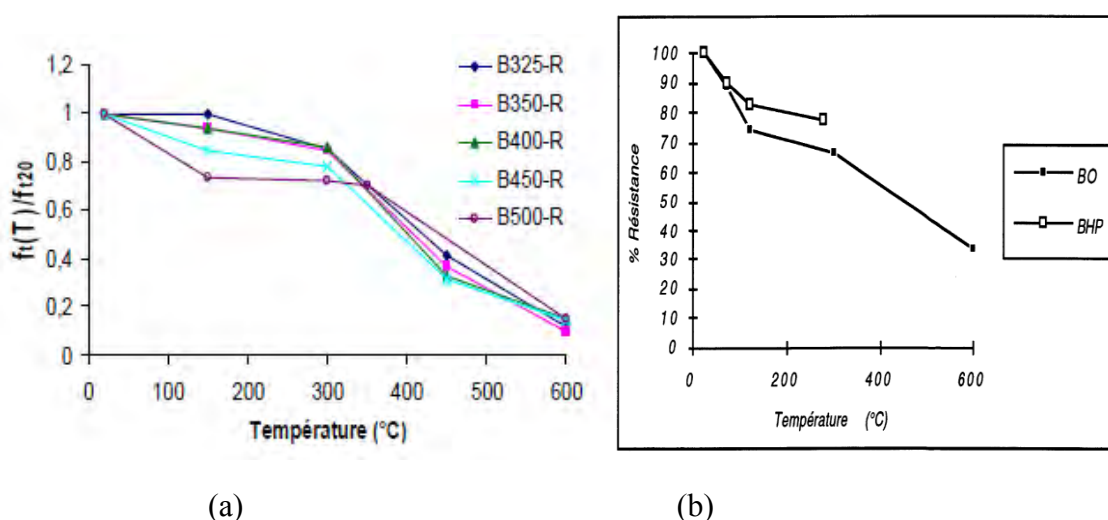 1,2
1
0,8
0,6
0,4
0,2
0
ft(T)/ft20
0 100 200 300 400 500 600
Température (°C)
B325-R
B350-R
B400-R
B450-R
B500-R
(a)
100
90
80
70
60
50
40
30
20
10
0
% Résistance
0 200 400 600
Température (°C)
BO
BHP
(b)